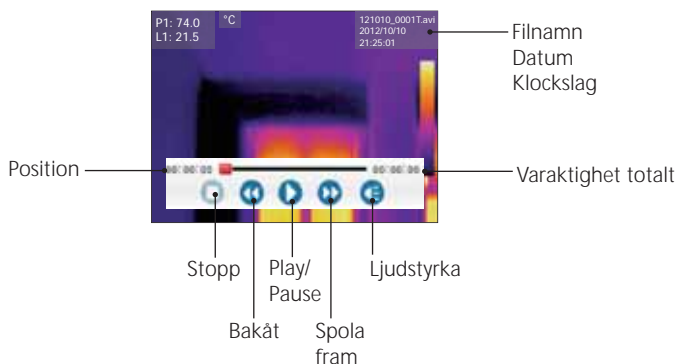 P1: 74.0
L1: 21.5
°C
121010_0001T.avi
2012/10/10
21:25:01
Filnamn
Datum
Klockslag
Position
Varaktighet totalt
Stopp
Play/
Pause
Ljudstyrka
Bakåt
Spola
fram